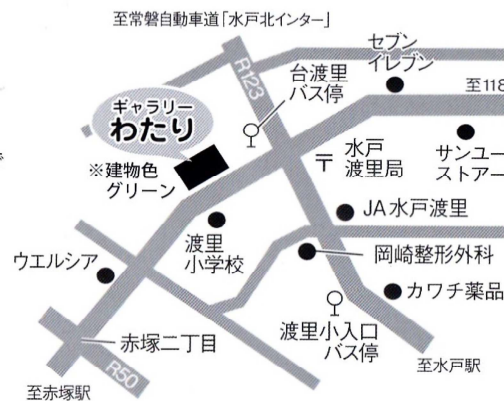 至常磐自動車道「水戸北インター」
R123
セブン
イレブン
台渡里
バス停
至118
ギャラリー
わたり
※建物色
グリーン
〒
水戸
渡里局
サンユー
ストアー
JA水戸渡里
渡里
小学校
岡崎整形外科
ウエルシア
カワチ薬品
渡里小入口
バス停
赤塚二丁目
R50
至水戸駅
至赤塚駅